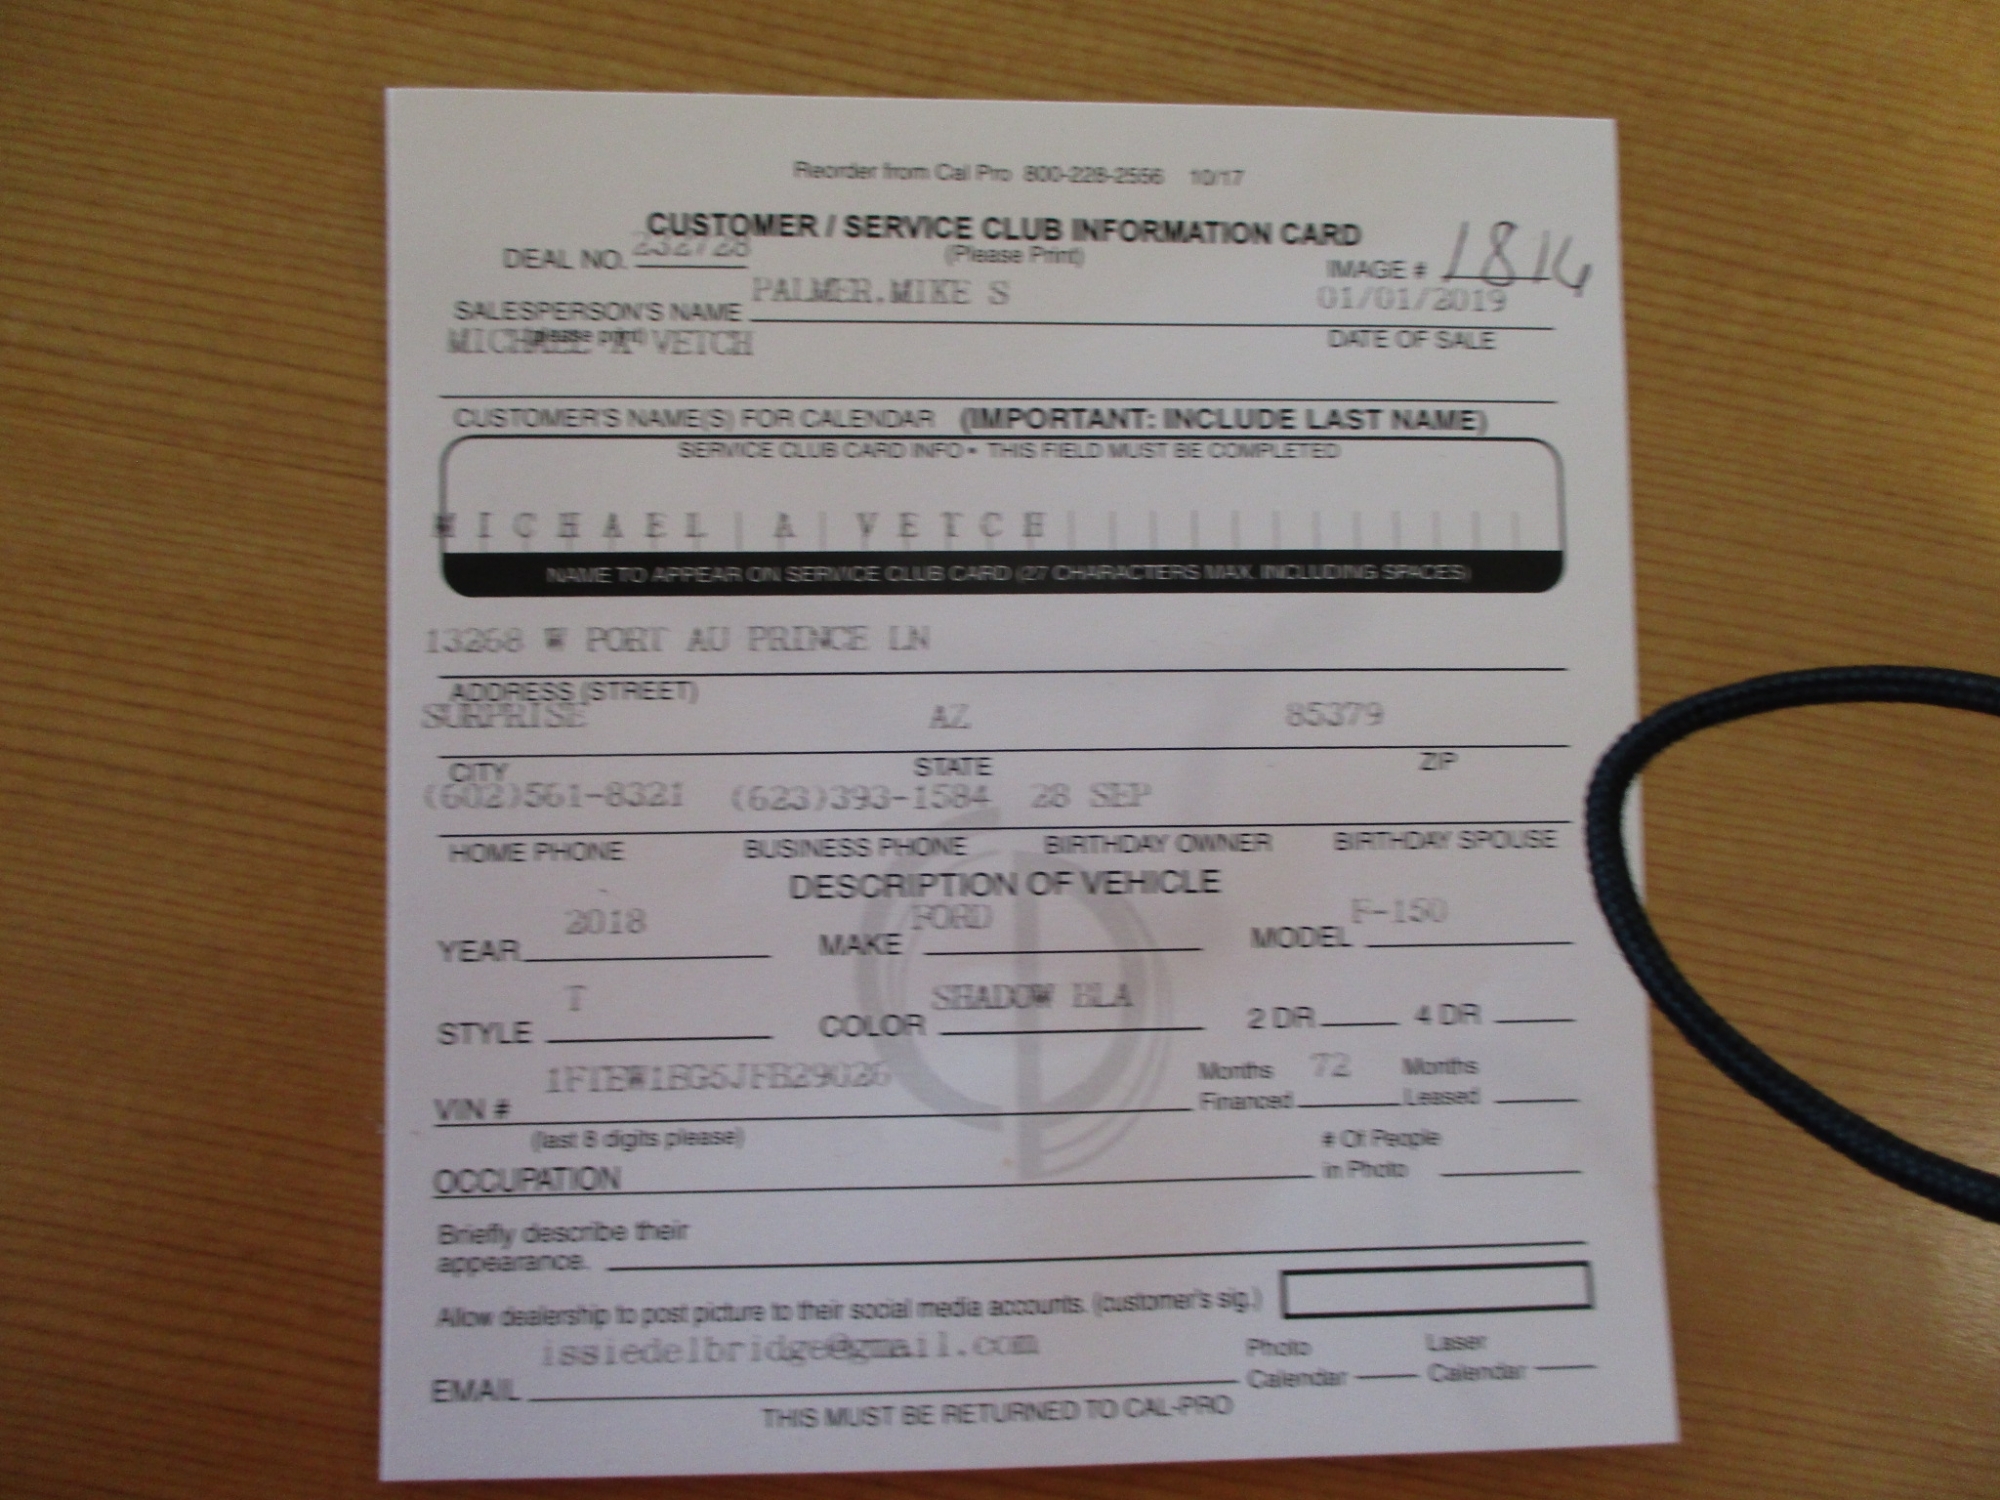 Reorder from Cal Pro 800-228-2556 10/17
CUSTOMER / SERVICE CLUB INFORMATION CARD
(Please Print)
DEAL NO. 232728
IMAGE # 1814
SALESPERSON'S NAME PALMER.MIKE S 01/01/2019
(please print) DATE OF SALE
MICHAEL A VETCH
CUSTOMER'S NAME(S) FOR CALENDAR (IMPORTANT: INCLUDE LAST NAME)
SERVICE CLUB CARD INFO • THIS FIELD MUST BE COMPLETED
MICHAEL A VETCH
NAME TO APPEAR ON SERVICE CLUB CARD (27 CHARACTERS MAX. INCLUDING SPACES)
13268 W PORT AU PRINCE LN
ADDRESS (STREET)
SURPRISE AZ 85379
CITY STATE ZIP
(602)561-8321 (623)393-1584 28 SEP
HOME PHONE BUSINESS PHONE BIRTHDAY OWNER BIRTHDAY SPOUSE
DESCRIPTION OF VEHICLE
YEAR 2018 MAKE FORD MODEL F-150
STYLE T COLOR SHADOW BLA 2 DR 4 DR
VIN # Months Financed 72 Months Leased
(last 8 digits please)
OCCUPATION # Of People in Photo
Briefly describe their
appearance.
Allow dealership to post picture to their social media accounts. (customer's sig.)
EMAIL issiedelbridge@gmail.com Photo Calendar Laser Calendar
THIS MUST BE RETURNED TO CAL-PRO